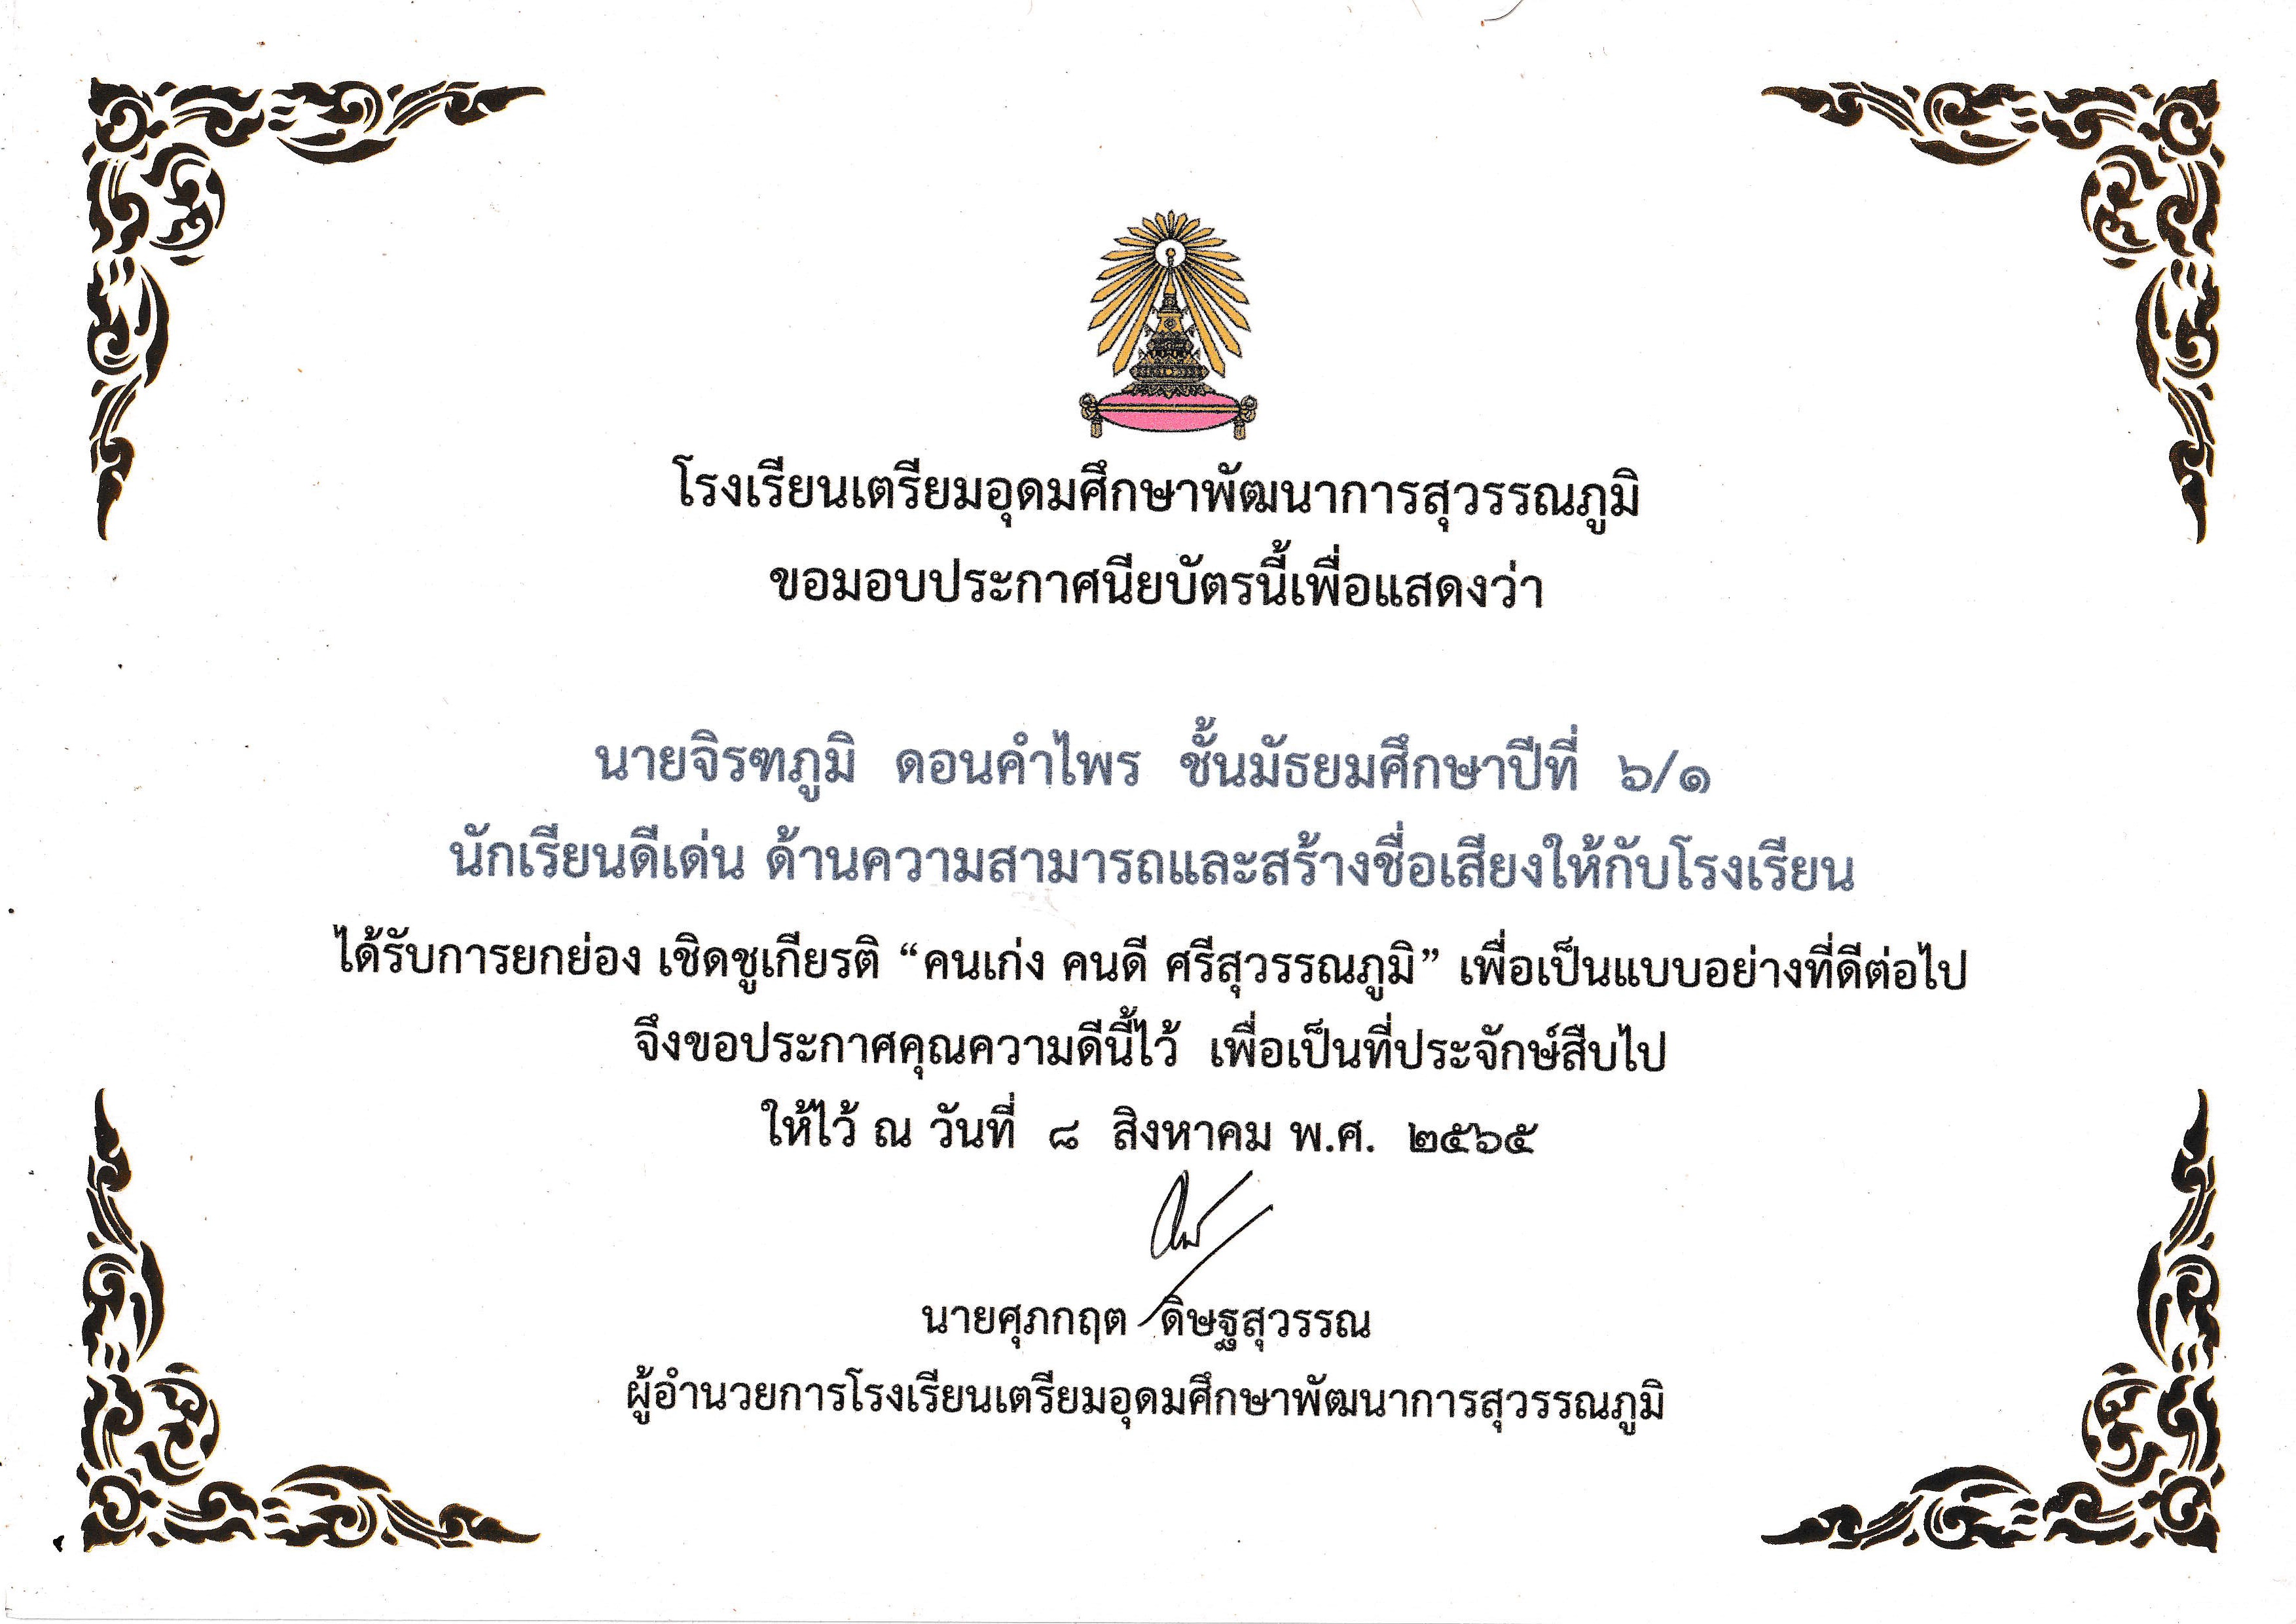 โรงเรียนเตรียมอุดมศึกษาพัฒนาการสุวรรณภูมิ
ขอมอบประกาศนียบัตรนี้เพื่อแสดงว่า
นายจิรฑภูมิ ดอนคำไพร ชั้นมัธยมศึกษาปีที่ ๖/๑
นักเรียนดีเด่น ด้านความสามารถและสร้างชื่อเสียงให้กับโรงเรียน
ได้รับการยกย่อง เชิดชูเกียรติ “คนเก่ง คนดี ศรีสุวรรณภูมิ” เพื่อเป็นแบบอย่างที่ดีต่อไป
จึงขอประกาศคุณความดีนี้ไว้ เพื่อเป็นที่ประจักษ์สืบไป
ให้ไว้ ณ วันที่ ๘ สิงหาคม พ.ศ. ๒๕๖๕
นายศุภกฤต ดิษฐสุวรรณ
ผู้อำนวยการโรงเรียนเตรียมอุดมศึกษาพัฒนาการสุวรรณภูมิ